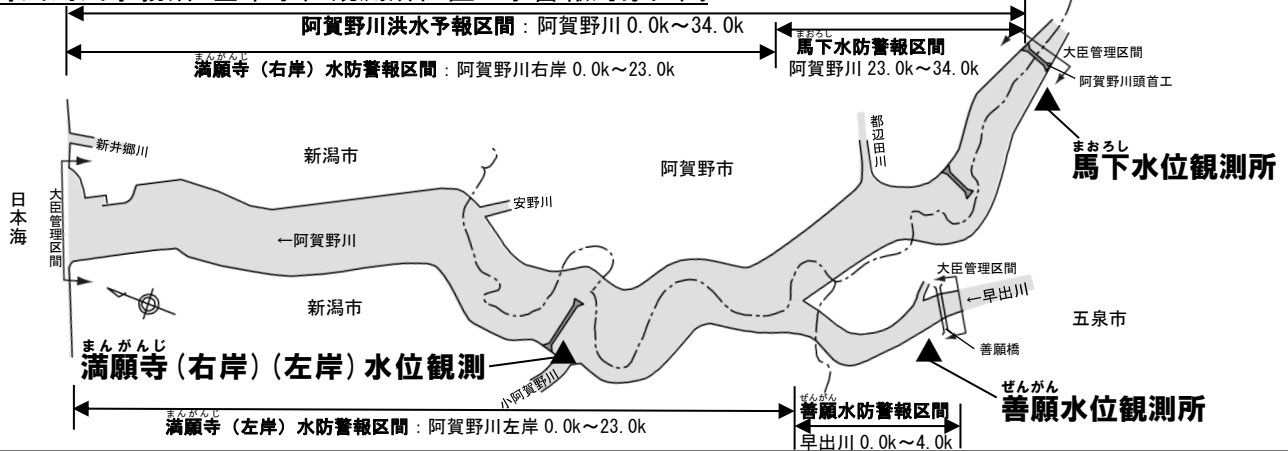 阿賀野川洪水予報区間：阿賀野川 0.0k～34.0k
まんがんじ
満願寺（右岸）水防警報区間：阿賀野川右岸 0.0k～23.0k
まおろし
馬下水防警報区間
阿賀野川 23.0k～34.0k
大臣管理区間
阿賀野川頭首工
まおろし
馬下水位観測所
新井郷川
新潟市
阿賀野市
都辺田川
日本海
大臣管理区間
安野川
←阿賀野川
新潟市
大臣管理区間
←早出川
五泉市
善願橋
まんがんじ
満願寺(右岸)(左岸)水位観測
小阿賀野川
ぜんがん
善願水位観測所
まんがんじ
満願寺（左岸）水防警報区間：阿賀野川左岸 0.0k～23.0k
ぜんがん
善願水防警報区間
早出川 0.0k～4.0k